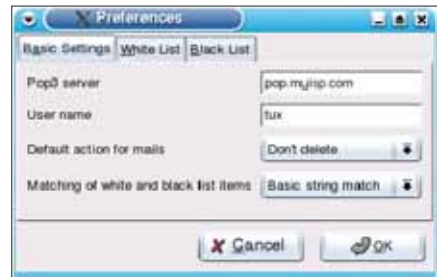 Preferences
Basic Settings White List Black List
Pop3 server pop.myisp.com
User name tux
Default action for mails Don't delete
Matching of white and black list items Basic string match
Cancel OK